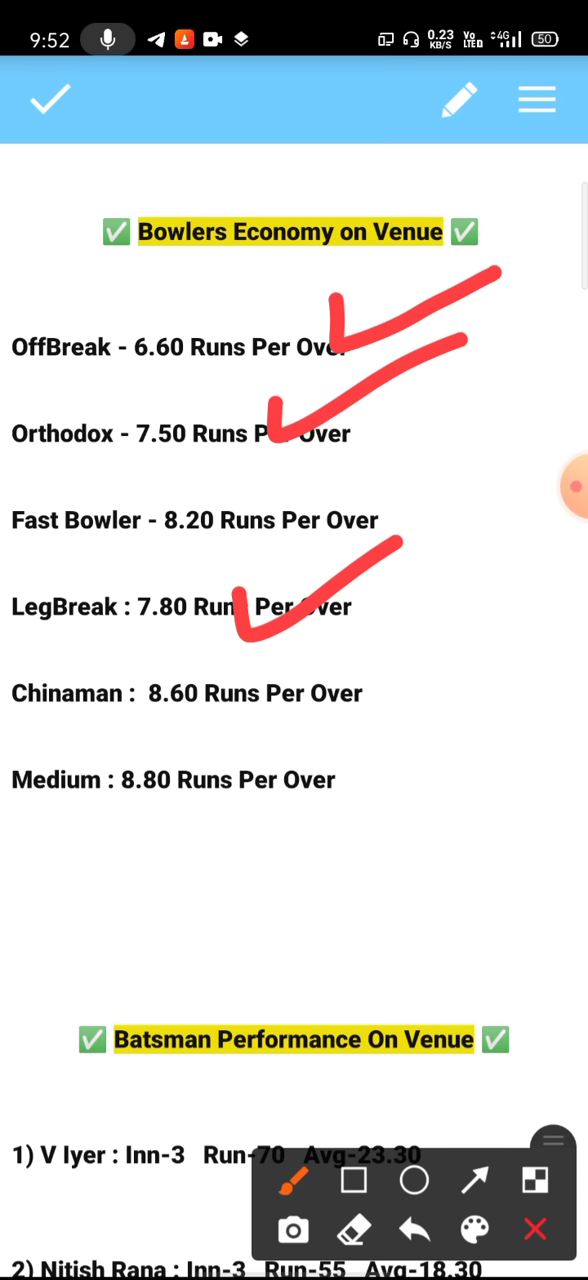 9:52
0.23 KB/S Vo LTE 4G 50
✅ Bowlers Economy on Venue ✅
OffBreak - 6.60 Runs Per Over
Orthodox - 7.50 Runs Per Over
Fast Bowler - 8.20 Runs Per Over
LegBreak : 7.80 Runs Per Over
Chinaman : 8.60 Runs Per Over
Medium : 8.80 Runs Per Over
✅ Batsman Performance On Venue ✅
1) V Iyer : Inn-3 Run-70 Avg-23.30
2) Nitish Rana : Inn-3 Run-55 Avg-18.30